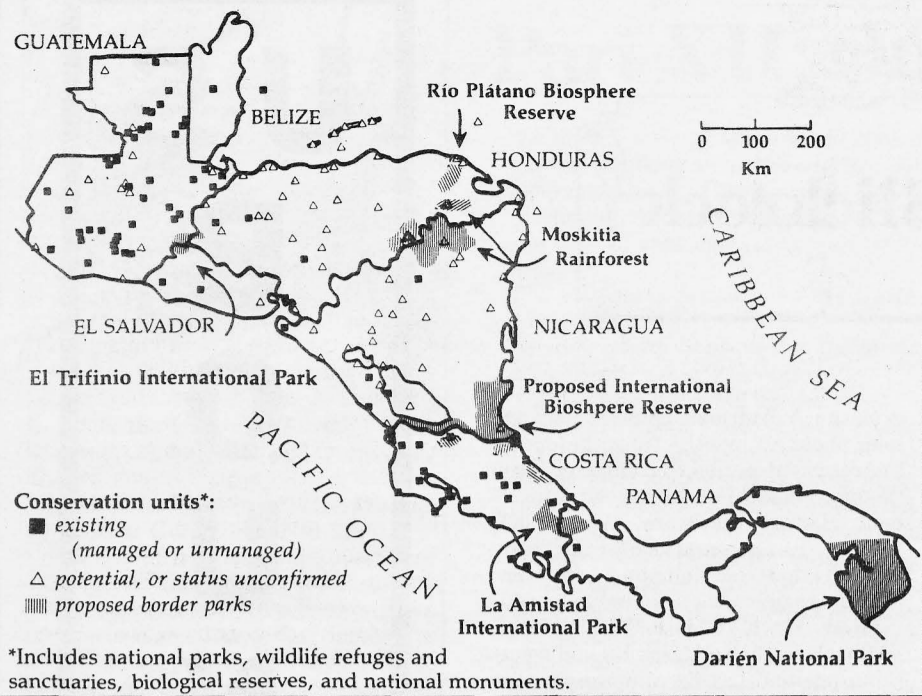 GUATEMALA
BELIZE
Río Plátano Biosphere
Reserve
HONDURAS
0 100 200
Km
Moskitia
Rainforest
CARIBBEAN SEA
EL SALVADOR
NICARAGUA
El Trifinio International Park
Proposed International
Bioshpere Reserve
PACIFIC OCEAN
COSTA RICA
PANAMA
Conservation units*:
existing
(managed or unmanaged)
potential, or status unconfirmed
proposed border parks
La Amistad
International Park
Darién National Park
*Includes national parks, wildlife refuges and
sanctuaries, biological reserves, and national monuments.